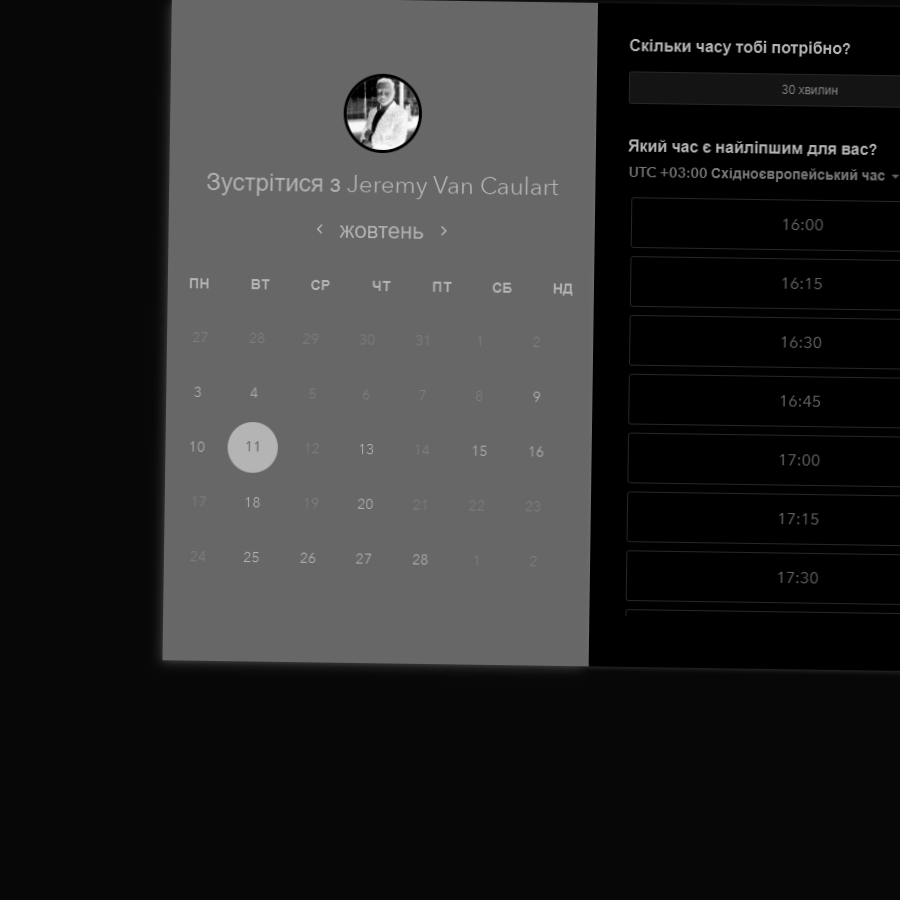 Зустрітися з Jeremy Van Caulart
жовтень
ПН ВТ СР ЧТ ПТ СБ НД
27 28 29 30 31 1 2
3 4 5 6 7 8 9
10 11 12 13 14 15 16
17 18 19 20 21 22 23
24 25 26 27 28 1 2
Скільки часу тобі потрібно?
30 хвилин
Який час є найліпшим для вас?
UTC +03:00 Східноєвропейський час
16:00
16:15
16:30
16:45
17:00
17:15
17:30